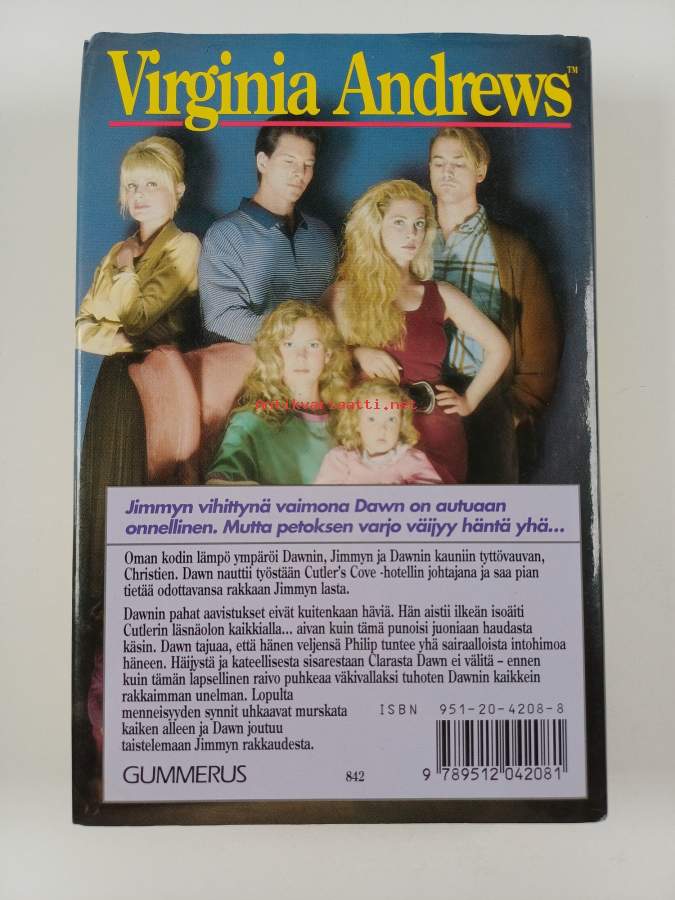 Virginia Andrews™
antikvariaatti.net
Jimmyn vihittynä vaimona Dawn on autuaan
onnellinen. Mutta petoksen varjo väijyy häntä yhä...
Oman kodin lämpö ympäröi Dawnin, Jimmyn ja Dawnin kauniin tyttövauvan,
Christien. Dawn nauttii työstään Cutler's Cove -hotellin johtajana ja saa pian
tietää odottavansa rakkaan Jimmyn lasta.
Dawnin pahat aavistukset eivät kuitenkaan häviä. Hän aistii ilkeän isoäiti
Cutlerin läsnäolon kaikkialla... aivan kuin tämä punoisi juoniaan haudasta
käsin. Dawn tajuaa, että hänen veljensä Philip tuntee yhä sairaalloista intohimoa
häneen. Häijystä ja kateellisesta sisarestaan Clarasta Dawn ei välitä – ennen
kuin tämän lapsellinen raivo puhkeaa väkivallaksi tuhoten Dawnin kaikkein
rakkaimman unelman. Lopulta
menneisyyden synnit uhkaavat murskata
kaiken alleen ja Dawn joutuu
taistelemaan Jimmyn rakkaudesta.
ISBN 951-20-4208-8
GUMMERUS
842
9 789512 042081